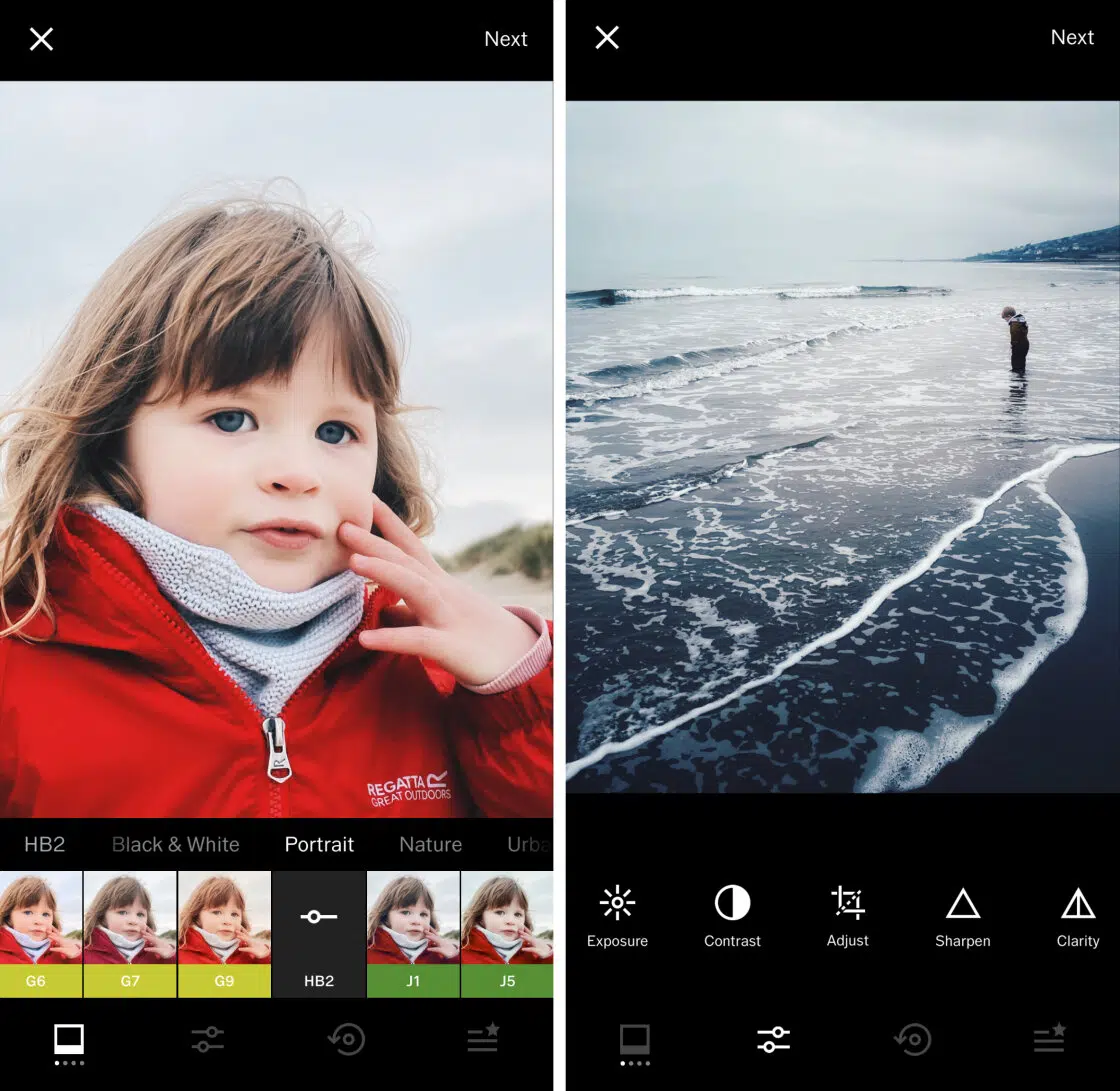 Next
REGATTA
GREAT OUTDOORS
R
HB2 Black & White Portrait Nature Urba
G6 G7 G9 HB2 J1 J5
Next
Exposure Contrast Adjust Sharpen Clarity